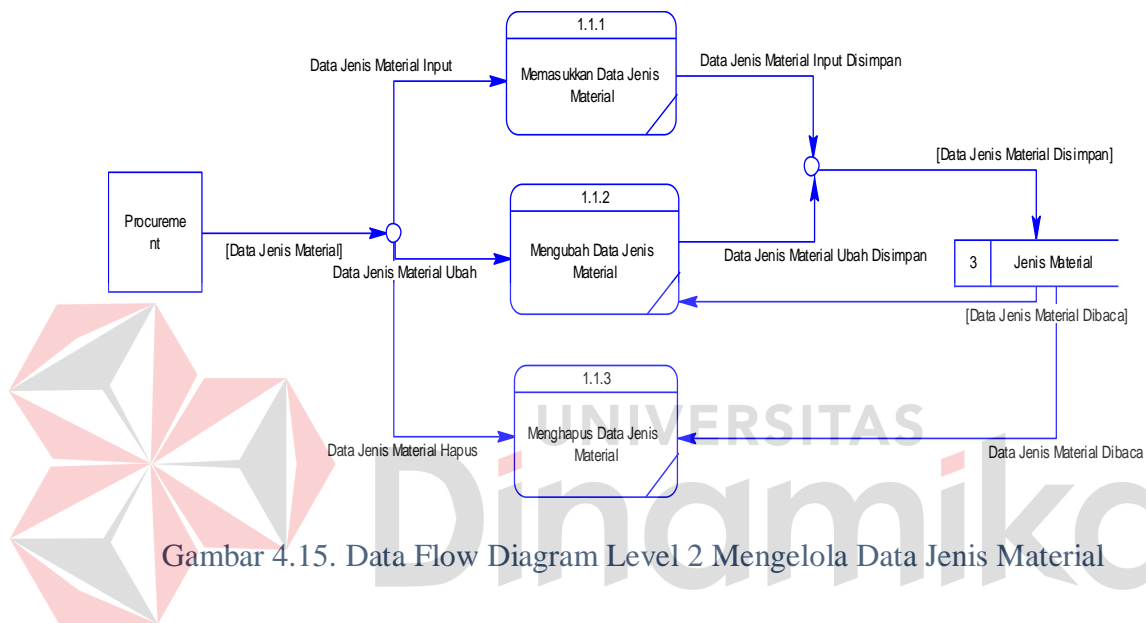 1.1.1
Memasukkan Data Jenis
Material
Data Jenis Material Input
Data Jenis Material Input Disimpan
[Data Jenis Material Disimpan]
Procureme
nt
[Data Jenis Material]
1.1.2
Mengubah Data Jenis
Material
Data Jenis Material Ubah
Data Jenis Material Ubah Disimpan
3
Jenis Material
[Data Jenis Material Dibaca]
1.1.3
Menghapus Data Jenis
Material
Data Jenis Material Hapus
Data Jenis Material Dibaca
UNIVERSITAS
Dinamika
Gambar 4.15. Data Flow Diagram Level 2 Mengelola Data Jenis Material